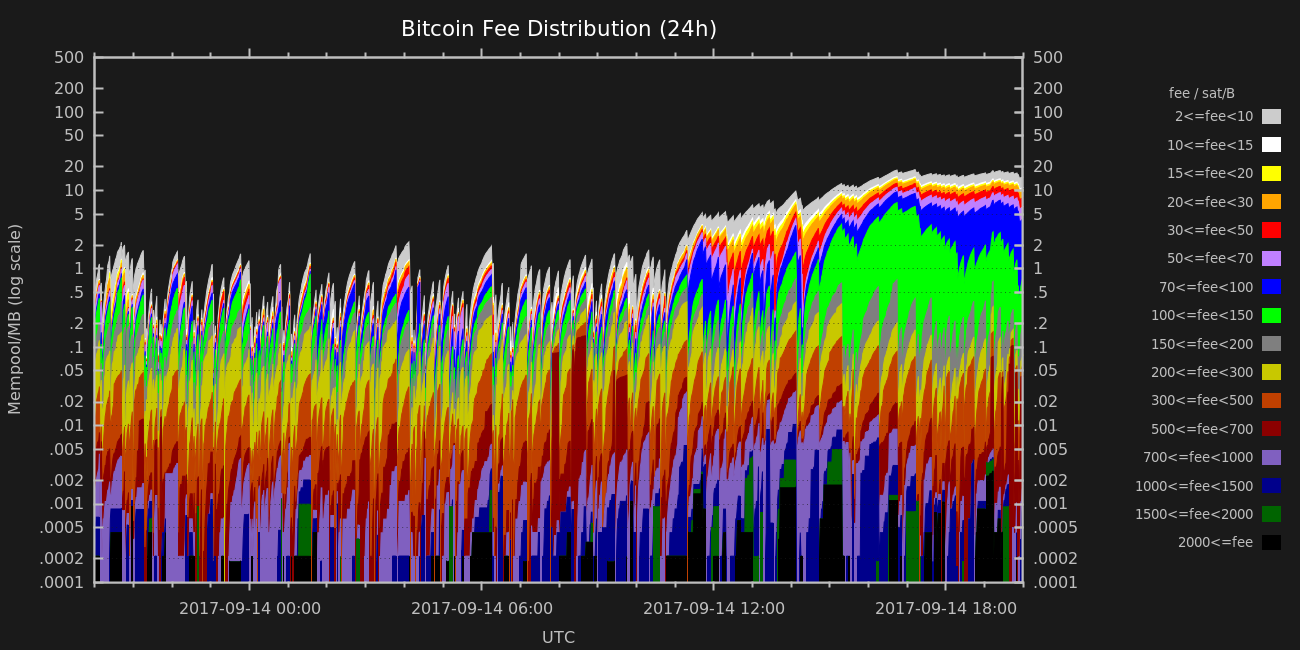 Bitcoin Fee Distribution (24h)
Mempool/MB (log scale)
500
200
100
50
20
10
5
2
1
.5
.2
.1
.05
.02
.01
.005
.002
.001
.0005
.0002
.0001
500
200
100
50
20
10
5
2
1
.5
.2
.1
.05
.02
.01
.005
.002
.001
.0005
.0002
.0001
2017-09-14 00:00
2017-09-14 06:00
2017-09-14 12:00
2017-09-14 18:00
UTC
fee / sat/B
2<=fee<10
10<=fee<15
15<=fee<20
20<=fee<30
30<=fee<50
50<=fee<70
70<=fee<100
100<=fee<150
150<=fee<200
200<=fee<300
300<=fee<500
500<=fee<700
700<=fee<1000
1000<=fee<1500
1500<=fee<2000
2000<=fee